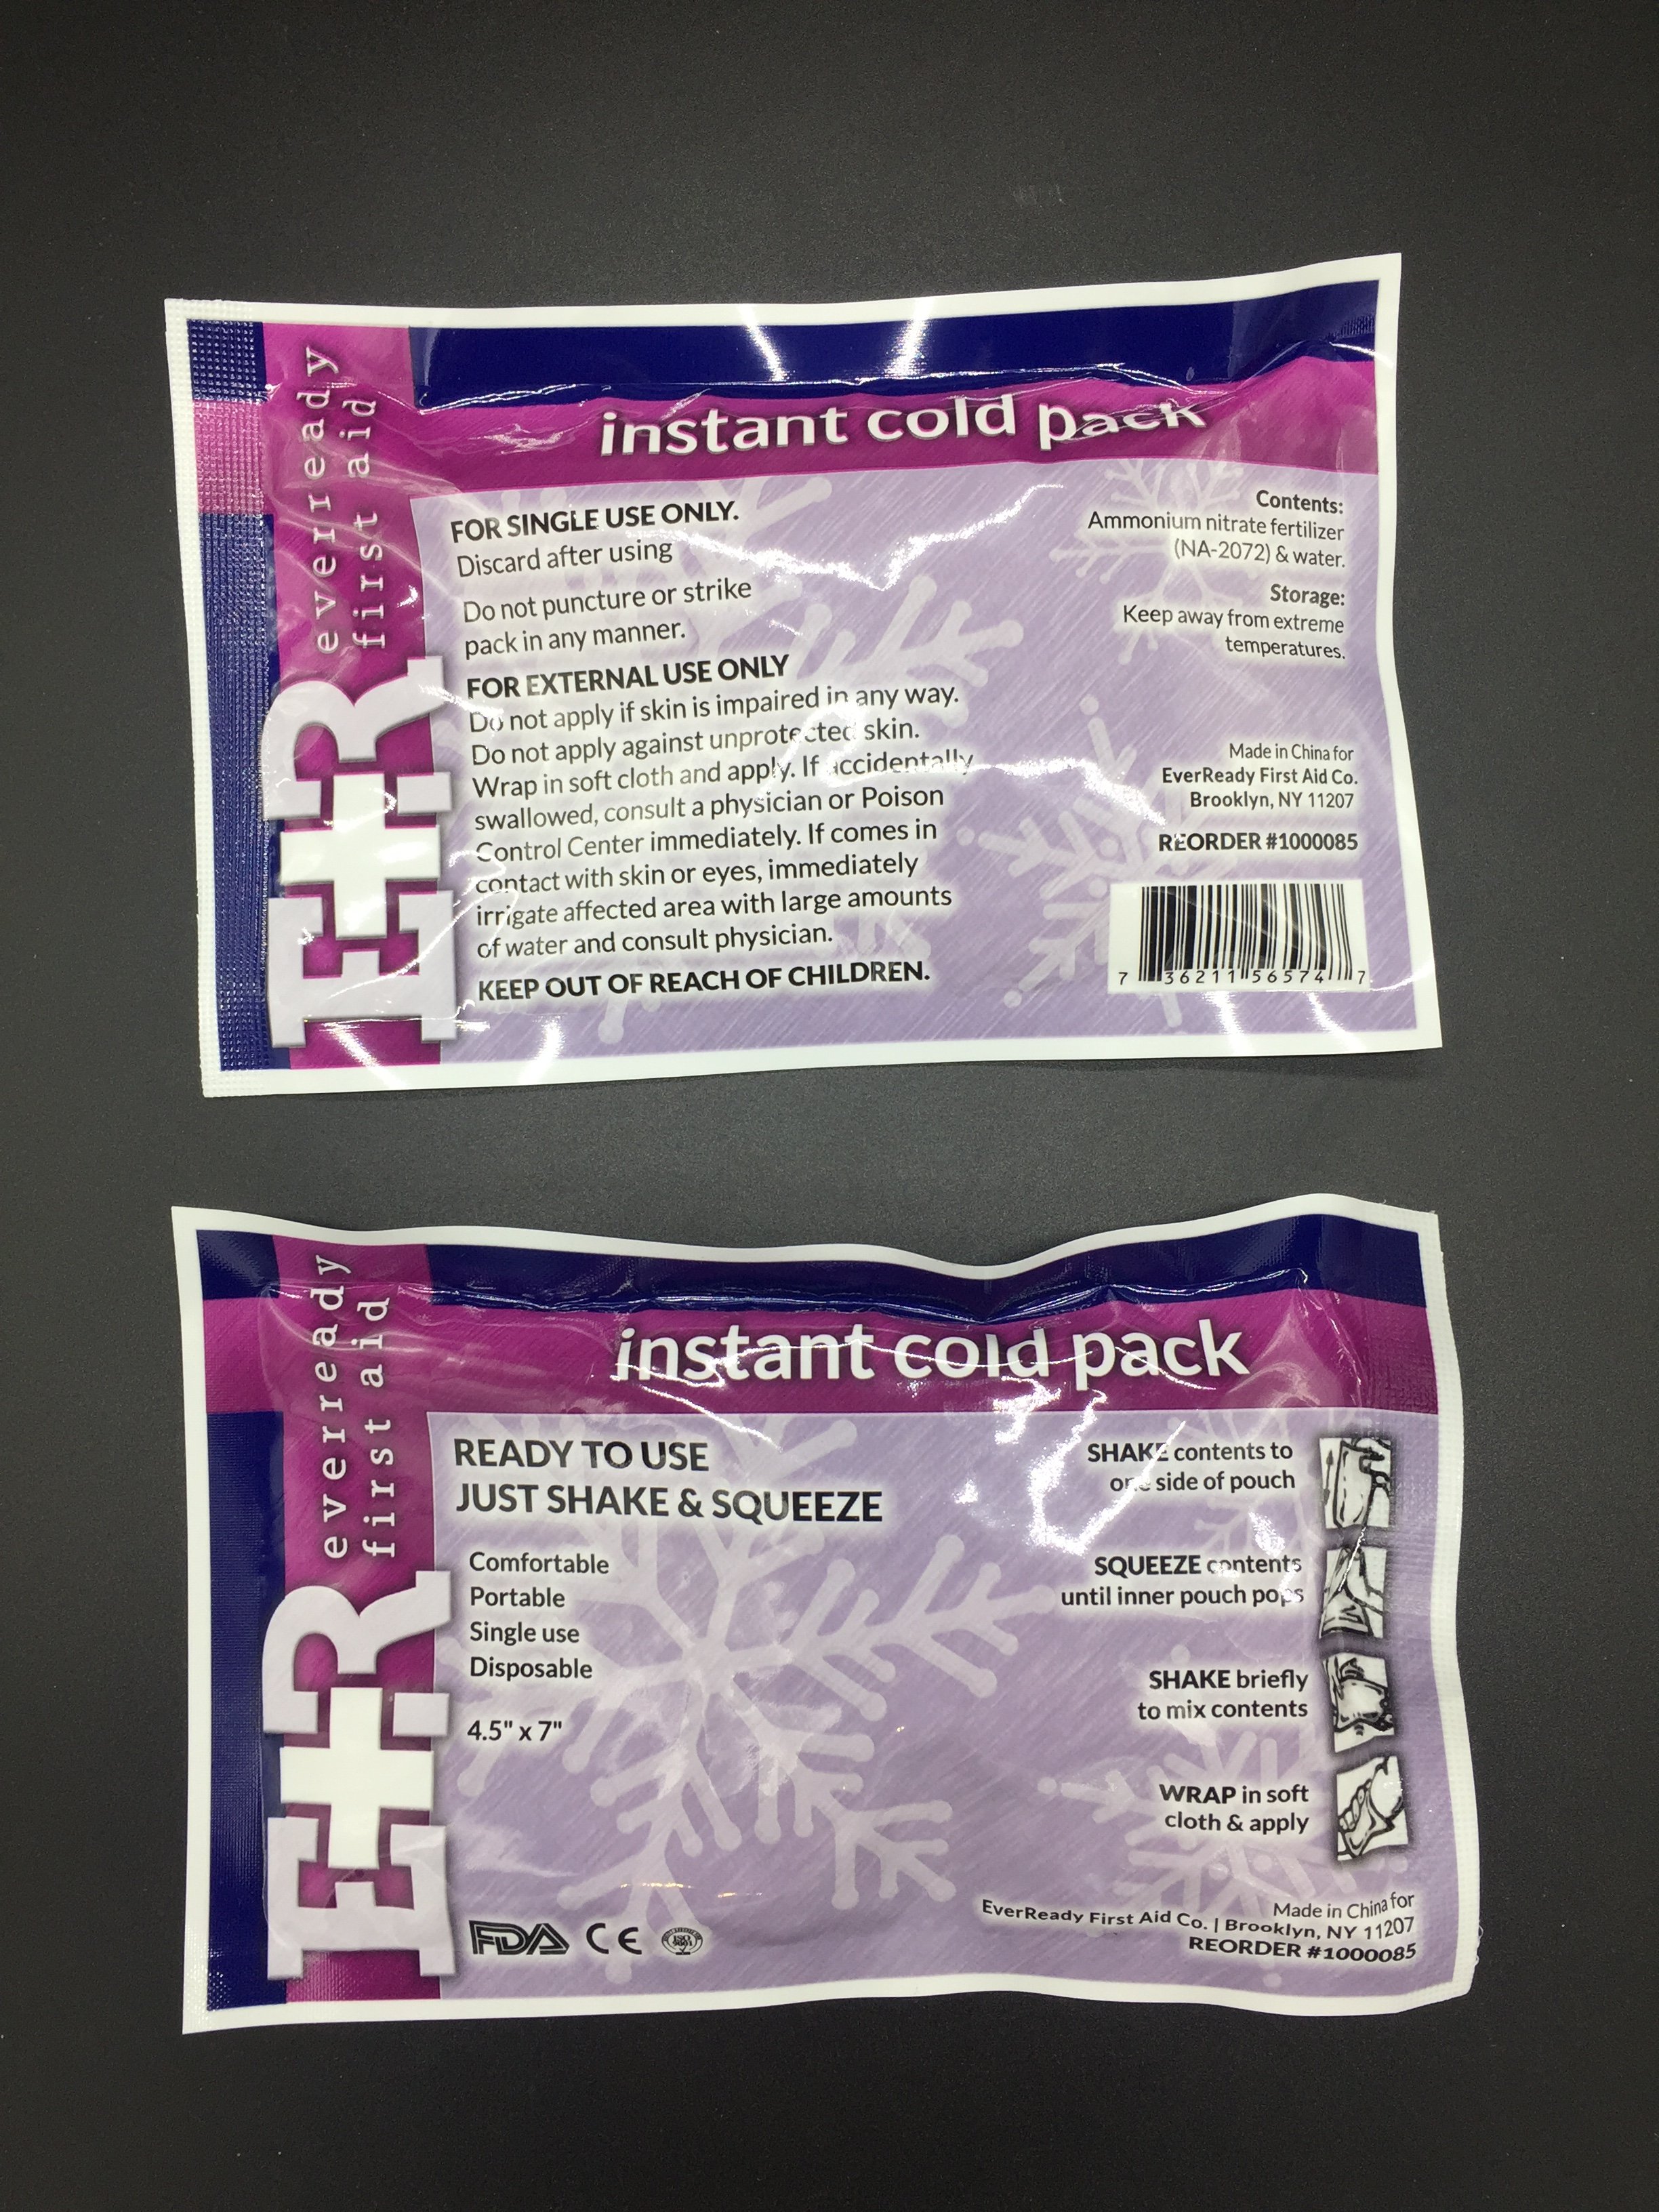 everready
first aid
E+R
instant cold pack
FOR SINGLE USE ONLY.
Discard after using
Do not puncture or strike
pack in any manner.
FOR EXTERNAL USE ONLY
Do not apply if skin is impaired in any way.
Do not apply against unprotected skin.
Wrap in soft cloth and apply. If accidentally
swallowed, consult a physician or Poison
Control Center immediately. If comes in
contact with skin or eyes, immediately
irrigate affected area with large amounts
of water and consult physician.
KEEP OUT OF REACH OF CHILDREN.
Contents:
Ammonium nitrate fertilizer
(NA-2072) & water.
Storage:
Keep away from extreme
temperatures.
Made in China for
EverReady First Aid Co.
Brooklyn, NY 11207
REORDER #1000085
7 36211 56574 7
everready
first aid
E+R
instant cold pack
READY TO USE
JUST SHAKE & SQUEEZE
Comfortable
Portable
Single use
Disposable
4.5" x 7"
FDA CE
ISO
9001
SHAKE contents to
one side of pouch
SQUEEZE contents
until inner pouch pops
SHAKE briefly
to mix contents
WRAP in soft
cloth & apply
Made in China for
EverReady First Aid Co. | Brooklyn, NY 11207
REORDER #1000085